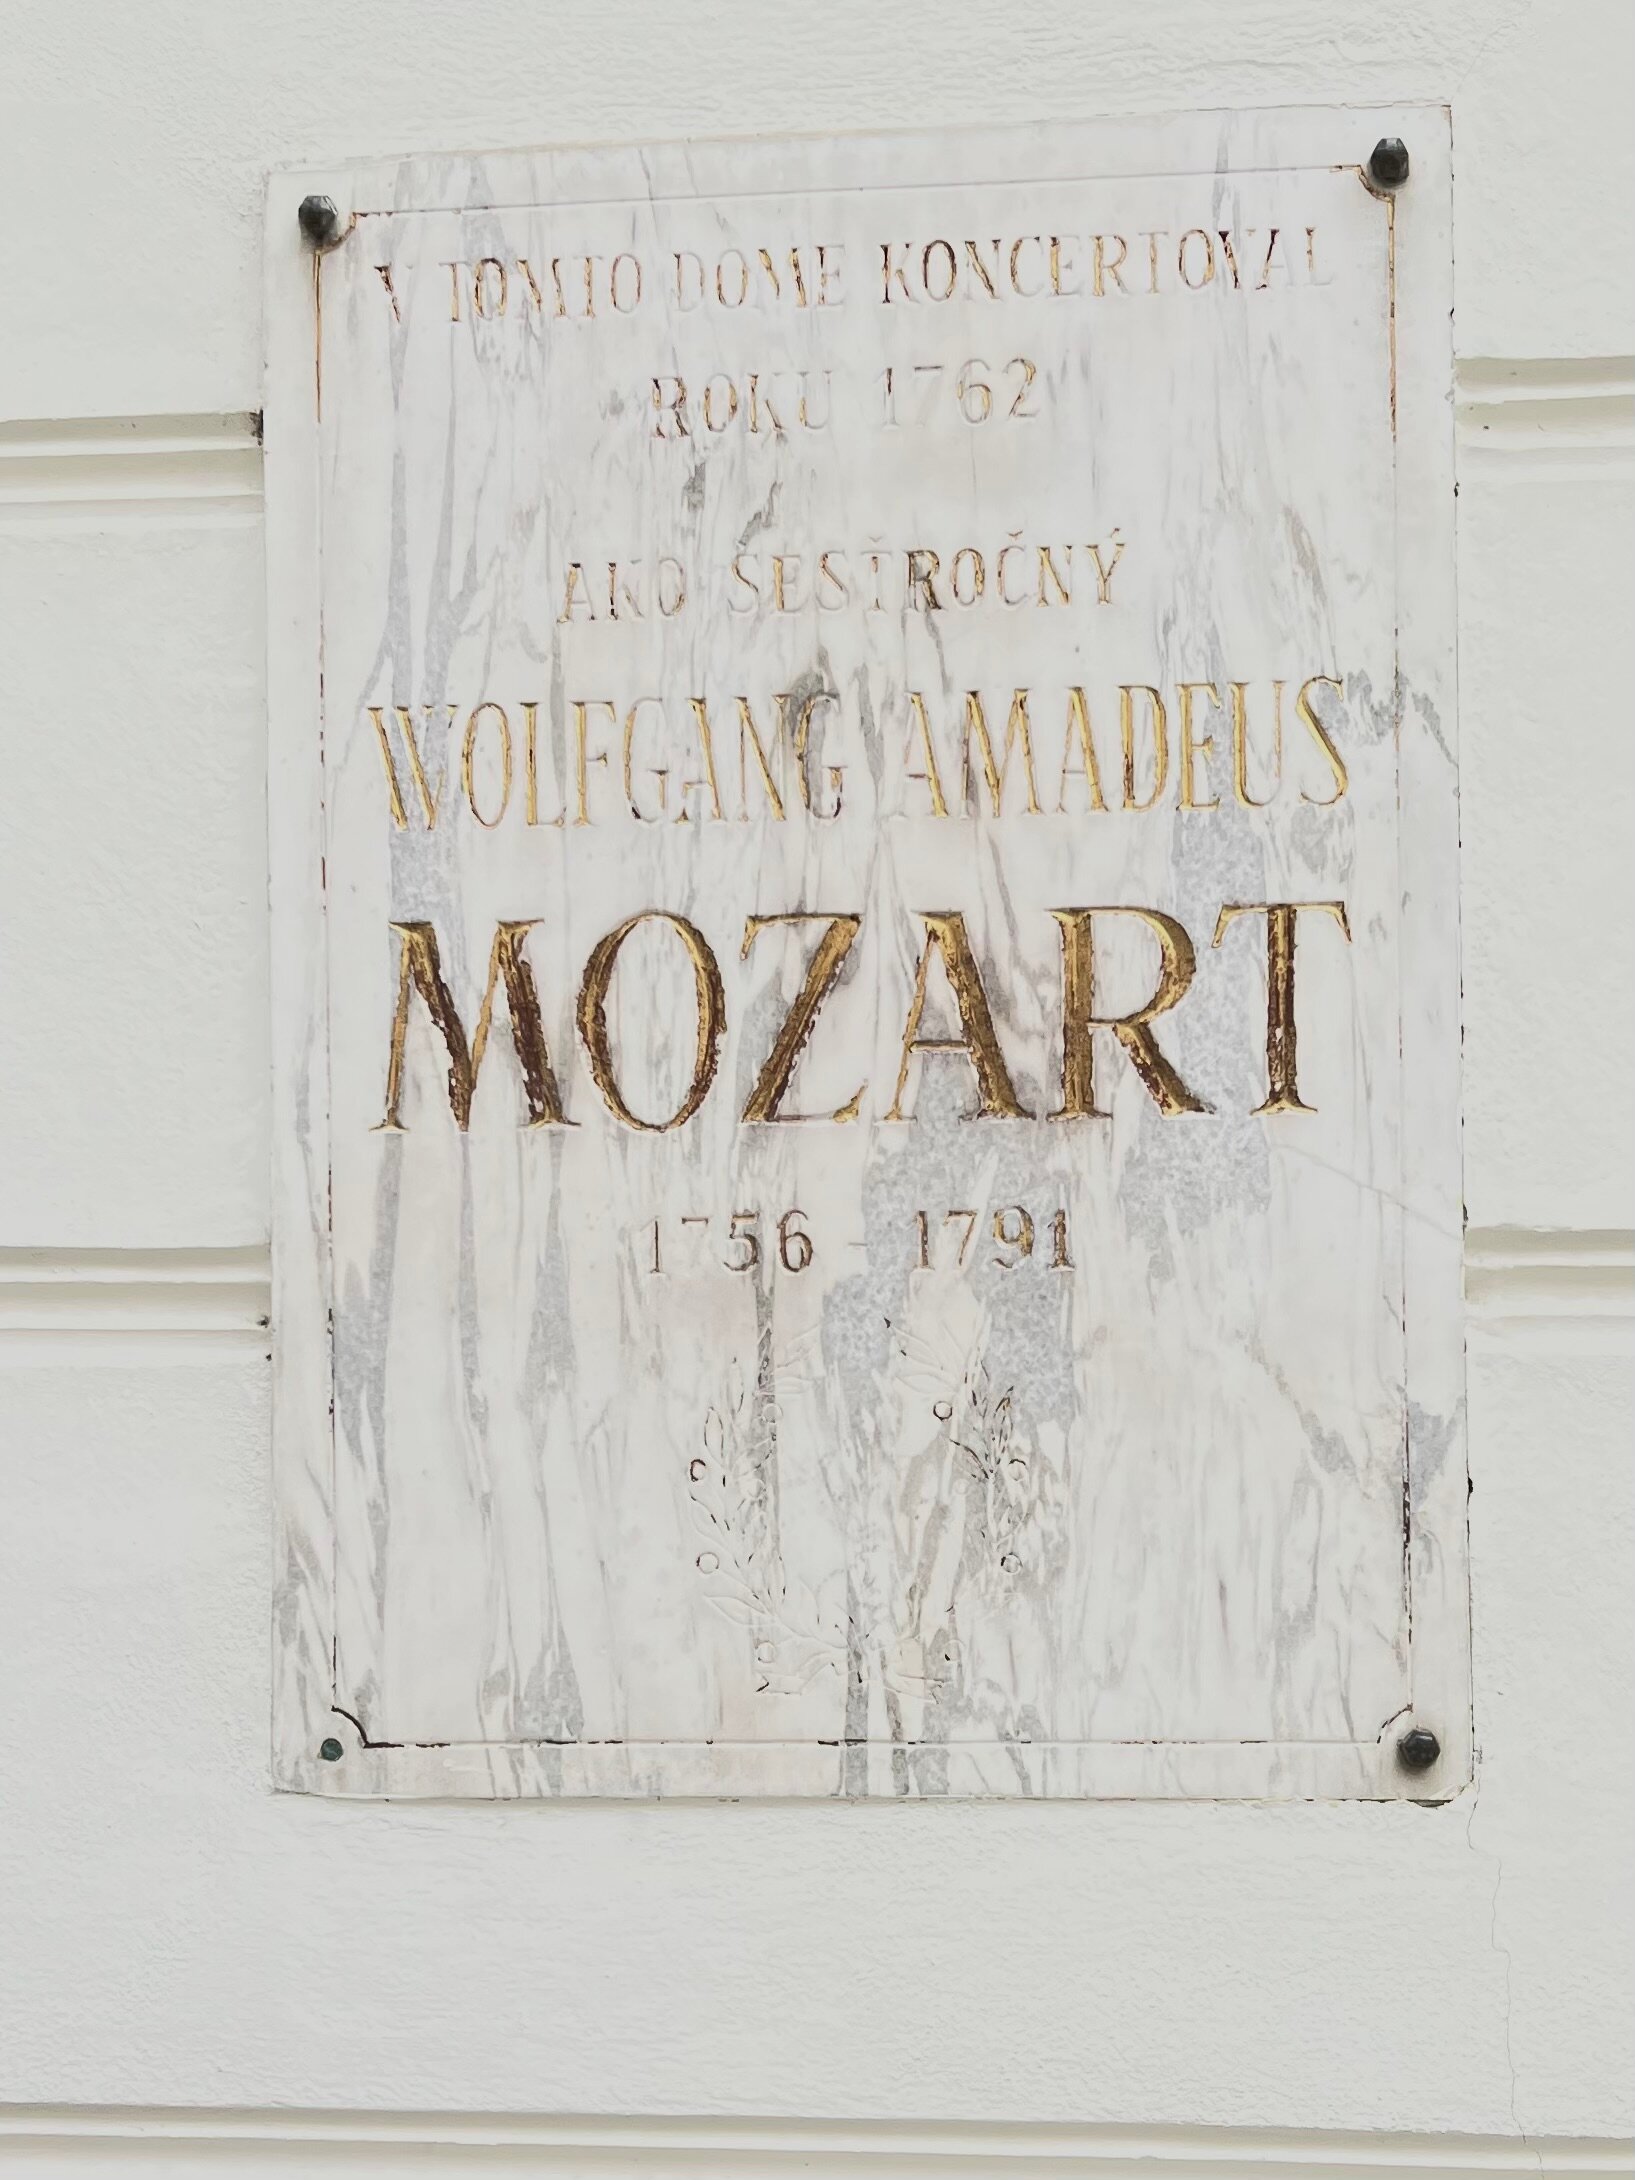 V TOMTO DOME KONCERTOVAL
ROKU 1762
AKO ŠESŤROČNÝ
WOLFGANG AMADEUS
MOZART
1756 - 1791